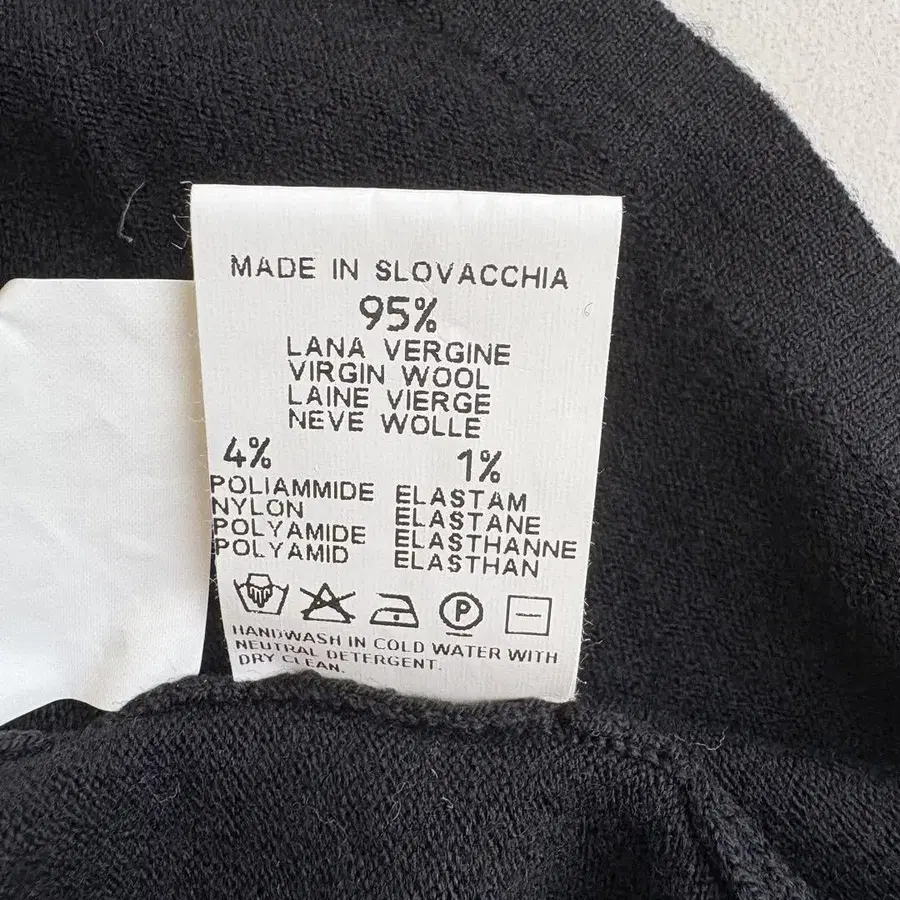 MADE IN SLOVACCHIA
95%
LANA VERGINE
VIRGIN WOOL
LAINE VIERGE
NEVE WOLLE
4%
POLIAMMIDE
NYLON
POLYAMIDE
POLYAMID
1%
ELASTAM
ELASTANE
ELASTHANNE
ELASTHAN
P
HANDWASH IN COLD WATER WITH
NEUTRAL DETERGENT.
DRY CLEAN.